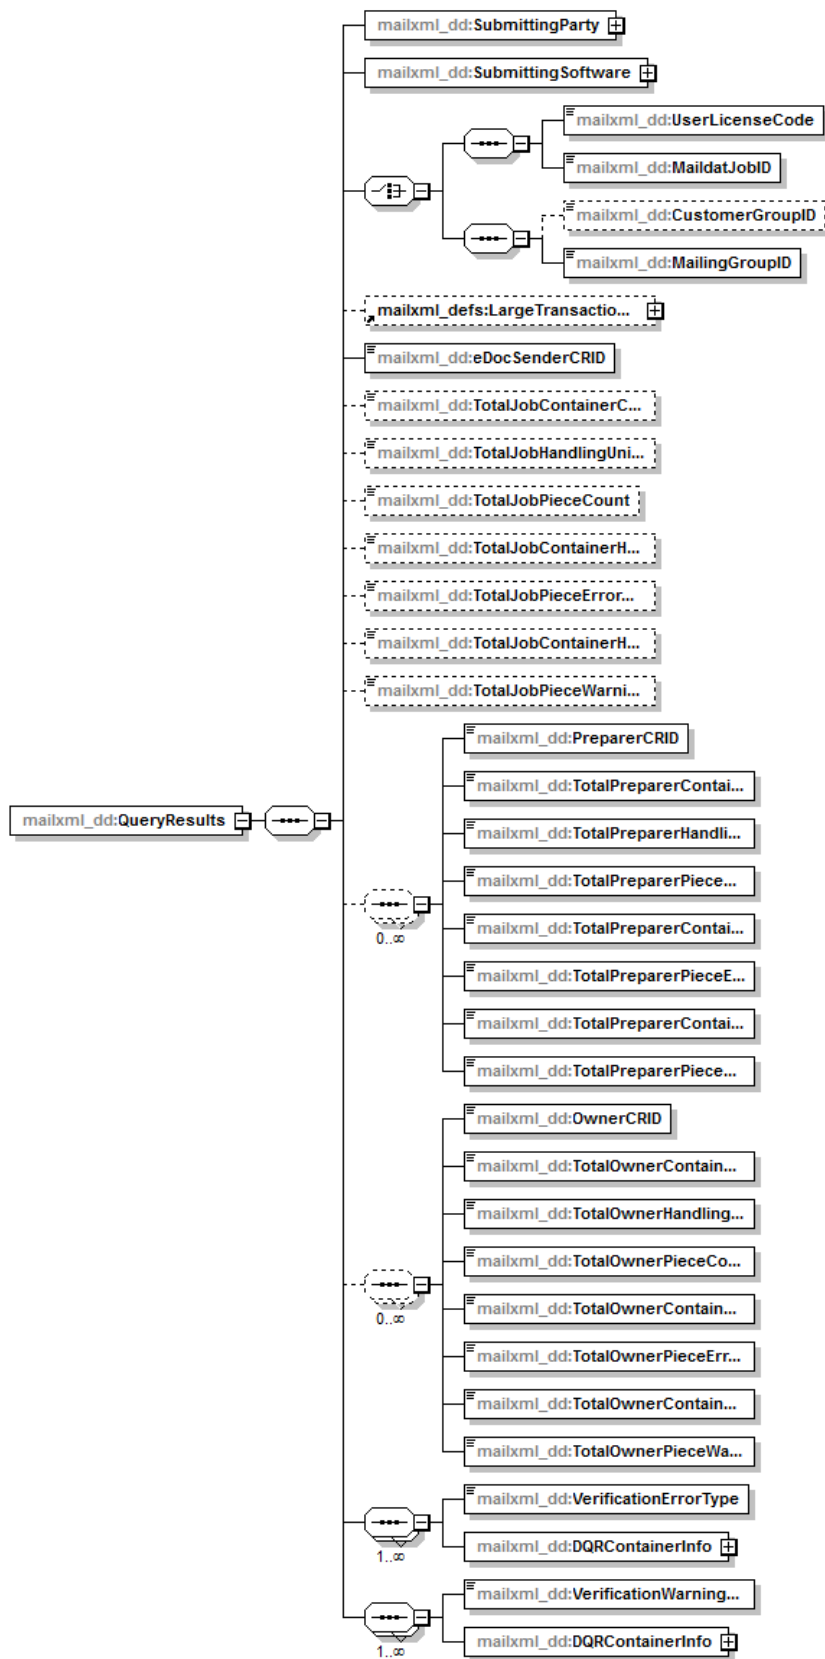 mailxml_dd:SubmittingParty
mailxml_dd:SubmittingSoftware
mailxml_dd:UserLicenseCode
mailxml_dd:MaildatJobID
mailxml_dd:CustomerGroupID
mailxml_dd:MailingGroupID
mailxml_defs:LargeTransactio...
mailxml_dd:eDocSenderCRID
mailxml_dd:TotalJobContainerC...
mailxml_dd:TotalJobHandlingUni...
mailxml_dd:TotalJobPieceCount
mailxml_dd:TotalJobContainerH...
mailxml_dd:TotalJobPieceError...
mailxml_dd:TotalJobContainerH...
mailxml_dd:TotalJobPieceWarni...
mailxml_dd:QueryResults
0..∞
mailxml_dd:PreparerCRID
mailxml_dd:TotalPreparerContai...
mailxml_dd:TotalPreparerHandli...
mailxml_dd:TotalPreparerPiece...
mailxml_dd:TotalPreparerContai...
mailxml_dd:TotalPreparerPieceE...
mailxml_dd:TotalPreparerContai...
mailxml_dd:TotalPreparerPiece...
0..∞
mailxml_dd:OwnerCRID
mailxml_dd:TotalOwnerContain...
mailxml_dd:TotalOwnerHandling...
mailxml_dd:TotalOwnerPieceCo...
mailxml_dd:TotalOwnerContain...
mailxml_dd:TotalOwnerPieceErr...
mailxml_dd:TotalOwnerContain...
mailxml_dd:TotalOwnerPieceWa...
1..∞
mailxml_dd:VerificationErrorType
mailxml_dd:DQRContainerInfo
1..∞
mailxml_dd:VerificationWarning...
mailxml_dd:DQRContainerInfo